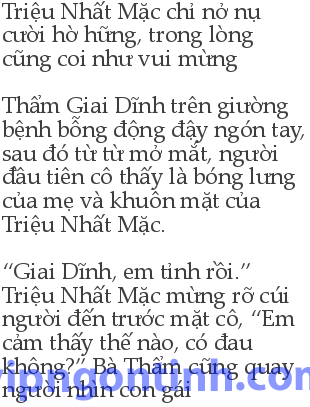 Triệu Nhất Mặc chỉ nở nụ
cười hờ hững, trong lòng
cũng coi như vui mừng
Thẩm Giai Dĩnh trên giường
bệnh bỗng động đậy ngón tay,
sau đó từ từ mở mắt, người
đầu tiên cô thấy là bóng lưng
của mẹ và khuôn mặt của
Triệu Nhất Mặc.
“Giai Dĩnh, em tỉnh rồi.”
Triệu Nhất Mặc mừng rỡ cúi
người đến trước mặt cô, “Em
cảm thấy thế nào, có đau
không?” Bà Thẩm cũng quay
người nhìn con gái
vipngontinh.com